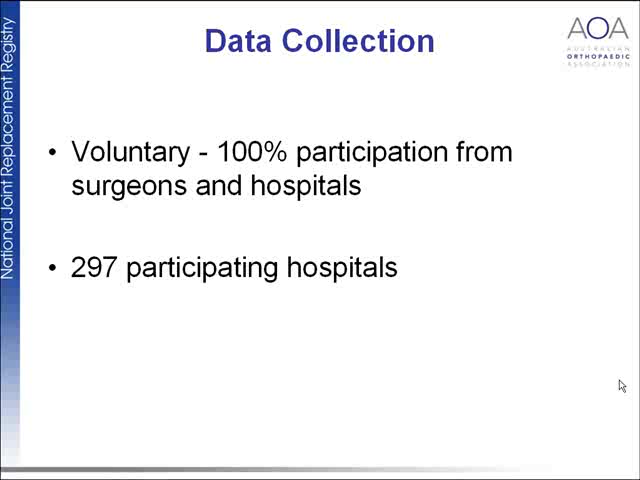 Data Collection
AOA
AUSTRALIAN
ORTHOPAEDIC
ASSOCIATION
National Joint Replacement Registry
• Voluntary - 100% participation from
surgeons and hospitals
• 297 participating hospitals